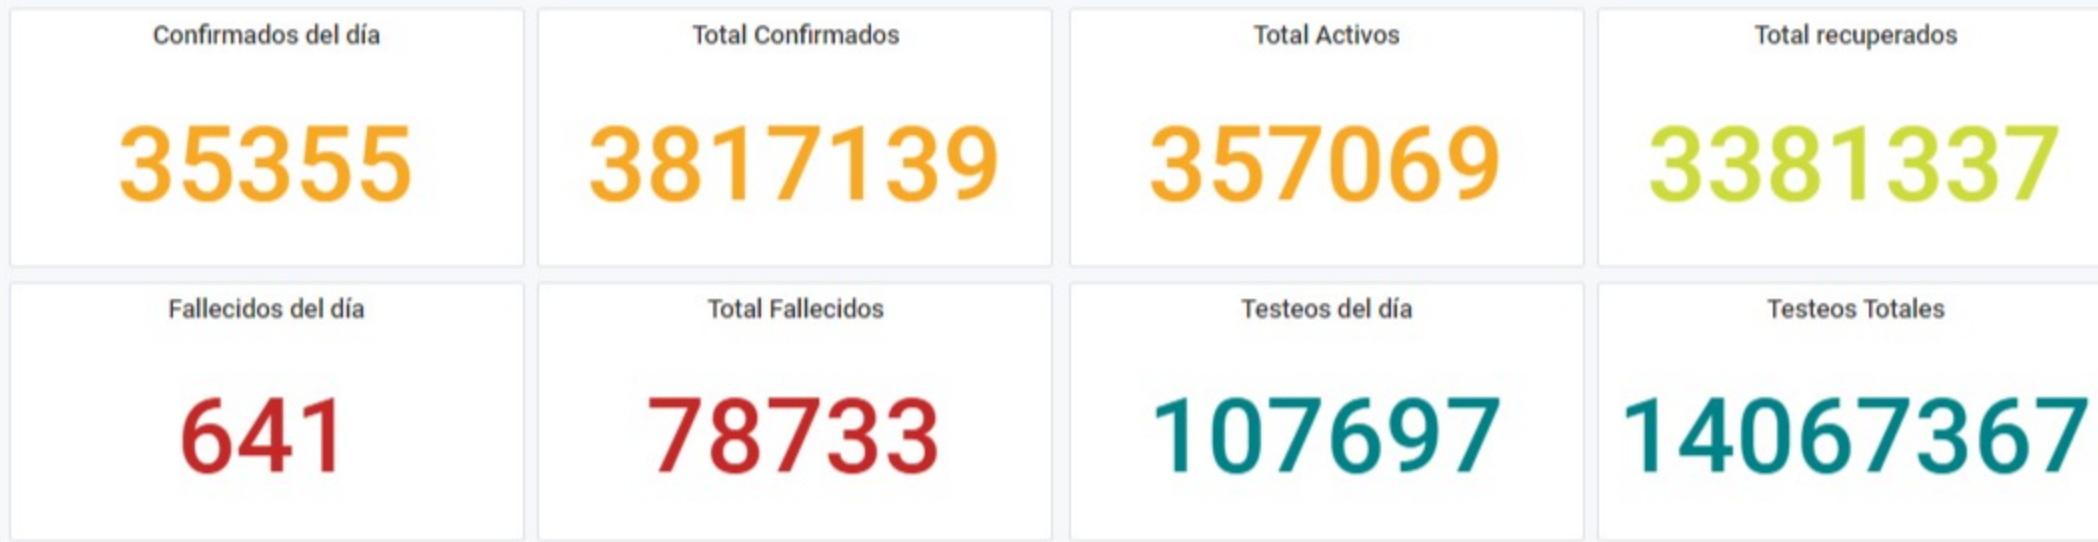 Confirmados del día
35355
Total Confirmados
3817139
Total Activos
357069
Total recuperados
3381337
Fallecidos del día
641
Total Fallecidos
78733
Testeos del día
107697
Testeos Totales
14067367